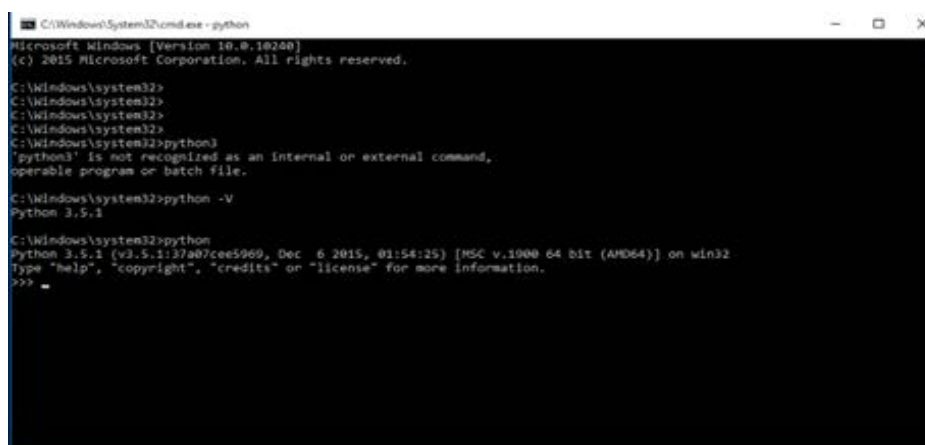 C:\Windows\System32\cmd.exe - python
Microsoft Windows [Version 10.0.10240]
(c) 2015 Microsoft Corporation. All rights reserved.
C:\Windows\system32>
C:\Windows\system32>
C:\Windows\system32>
C:\Windows\system32>
C:\Windows\system32>python3
'python3' is not recognized as an internal or external command,
operable program or batch file.
C:\Windows\system32>python -V
Python 3.5.1
C:\Windows\system32>python
Python 3.5.1 (v3.5.1:37a07cee5969, Dec  6 2015, 01:54:25) [MSC v.1900 64 bit (AMD64)] on win32
Type "help", "copyright", "credits" or "license" for more information.
>>> _